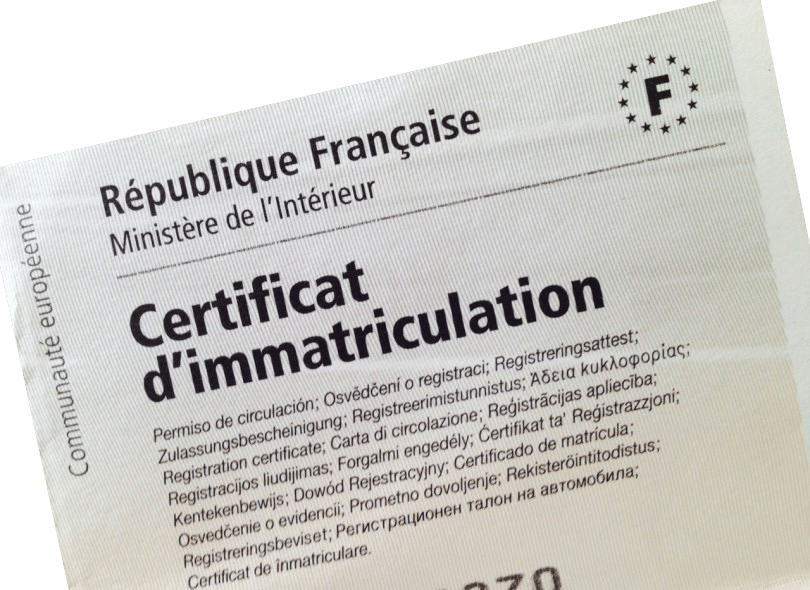 F
République Française
Ministère de l'Intérieur
Communauté européenne
Certificat
d'immatriculation
Permiso de circulación; Osvědčení o registraci; Registreringsattest;
Zulassungsbescheinigung; Registreerimistunnistus; Άδεια κυκλοφορίας;
Registration certificate; Carta di circolazione; Reģistrācijas apliecība;
Registracijos liudijimas; Forgalmi engedély; Ċertifikat ta' Reġistrazzjoni;
Kentekenbewijs; Dowód Rejestracyjny; Certificado de matrícula;
Osvedčenie o evidencii; Prometno dovoljenje; Rekisteröintitodistus;
Registreringsbeviset; Регистрационен талон на автомобила;
Certificat de înmatriculare.